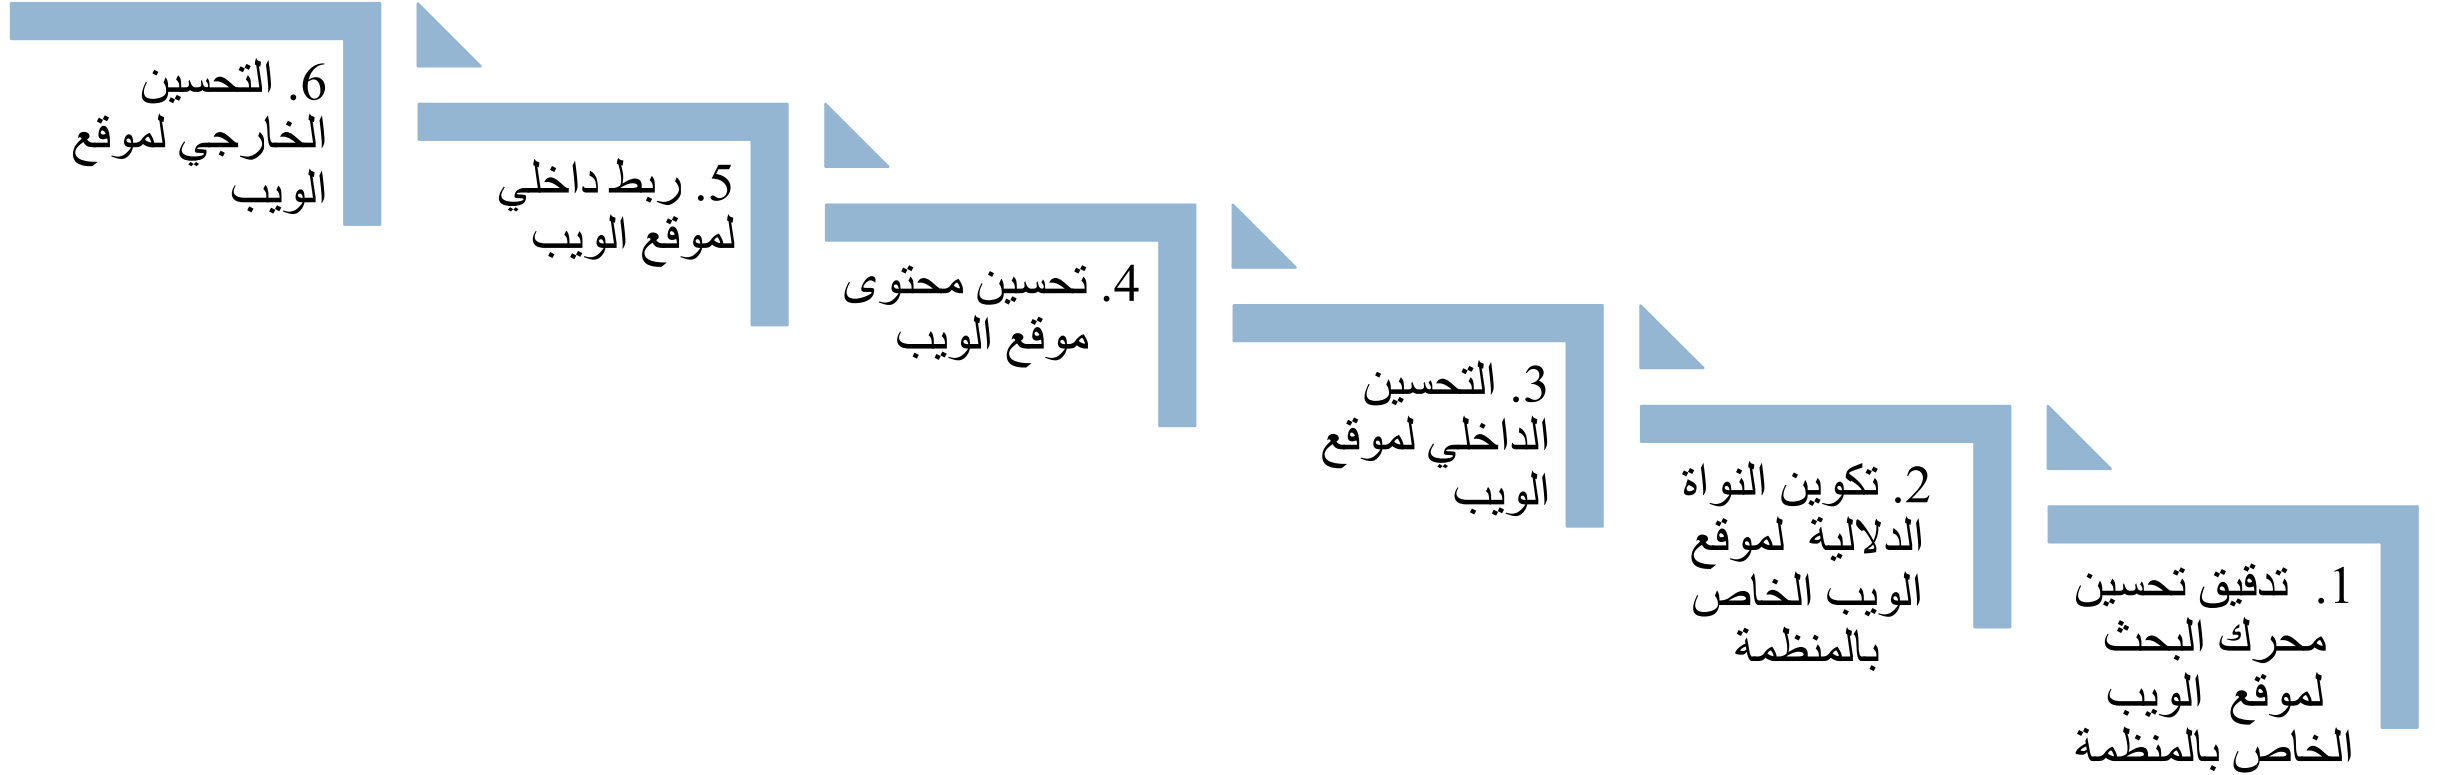 1. تدقيق تحسين
محرك البحث
لموقع الويب
الخاص بالمنظمة
2. تكوين النواة
الدلالية لموقع
الويب الخاص
بالمنظمة
3. التحسين
الداخلي لموقع
الويب
4. تحسين محتوى
موقع الويب
5. ربط داخلي
لموقع الويب
6. التحسين
الخارجي لموقع
الويب